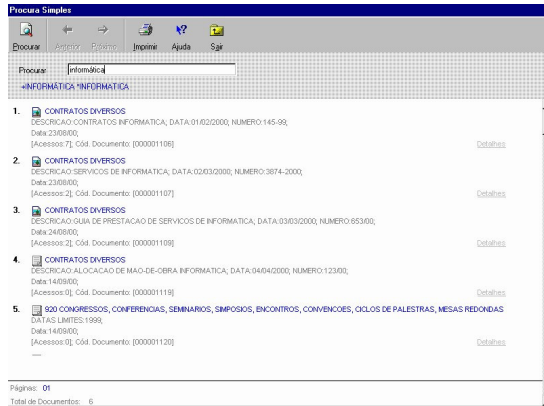 Procura Simples
Procurar Anterior Próximo Imprimir Ajuda Sair
Procurar informática
+INFORMÁTICA *INFORMATICA
1. CONTRATOS DIVERSOS
DESCRICAO:CONTRATOS INFORMATICA; DATA:01/02/2000; NUMERO:145-99;
Data:23/08/00;
[Acessos:7]; Cód. Documento: [000001106] Detalhes
2. CONTRATOS DIVERSOS
DESCRICAO:SERVICOS DE INFORMATICA; DATA:02/03/2000; NUMERO:3874-2000;
Data:23/08/00;
[Acessos:2]; Cód. Documento: [000001107] Detalhes
3. CONTRATOS DIVERSOS
DESCRICAO:GUIA DE PRESTACAO DE SERVICOS DE INFORMATICA; DATA:03/03/2000; NUMERO:653/00;
Data:24/08/00;
[Acessos:2]; Cód. Documento: [000001109] Detalhes
4. CONTRATOS DIVERSOS
DESCRICAO:ALOCACAO DE MAO-DE-OBRA INFORMATICA; DATA:04/04/2000; NUMERO:123/00;
Data:14/09/00;
[Acessos:0]; Cód. Documento: [000001119] Detalhes
5. 920 CONGRESSOS, CONFERENCIAS, SEMINARIOS, SIMPOSIOS, ENCONTROS, CONVENCOES, CICLOS DE PALESTRAS, MESAS REDONDAS
DATAS LIMITES:1999;
Data:14/09/00;
[Acessos:0]; Cód. Documento: [000001120] Detalhes
Páginas: 01
Total de Documentos: 6